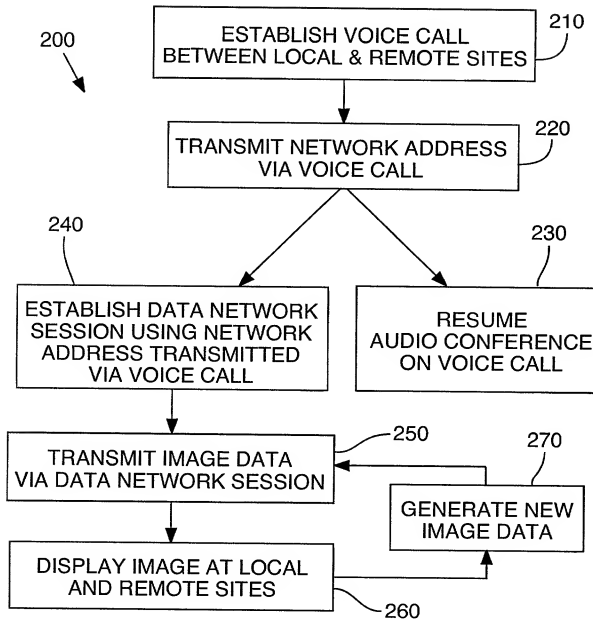 200
ESTABLISH VOICE CALL
BETWEEN LOCAL & REMOTE SITES
210
TRANSMIT NETWORK ADDRESS
VIA VOICE CALL
220
240
ESTABLISH DATA NETWORK
SESSION USING NETWORK
ADDRESS TRANSMITTED
VIA VOICE CALL
230
RESUME
AUDIO CONFERENCE
ON VOICE CALL
TRANSMIT IMAGE DATA
VIA DATA NETWORK SESSION
250
270
GENERATE NEW
IMAGE DATA
DISPLAY IMAGE AT LOCAL
AND REMOTE SITES
260